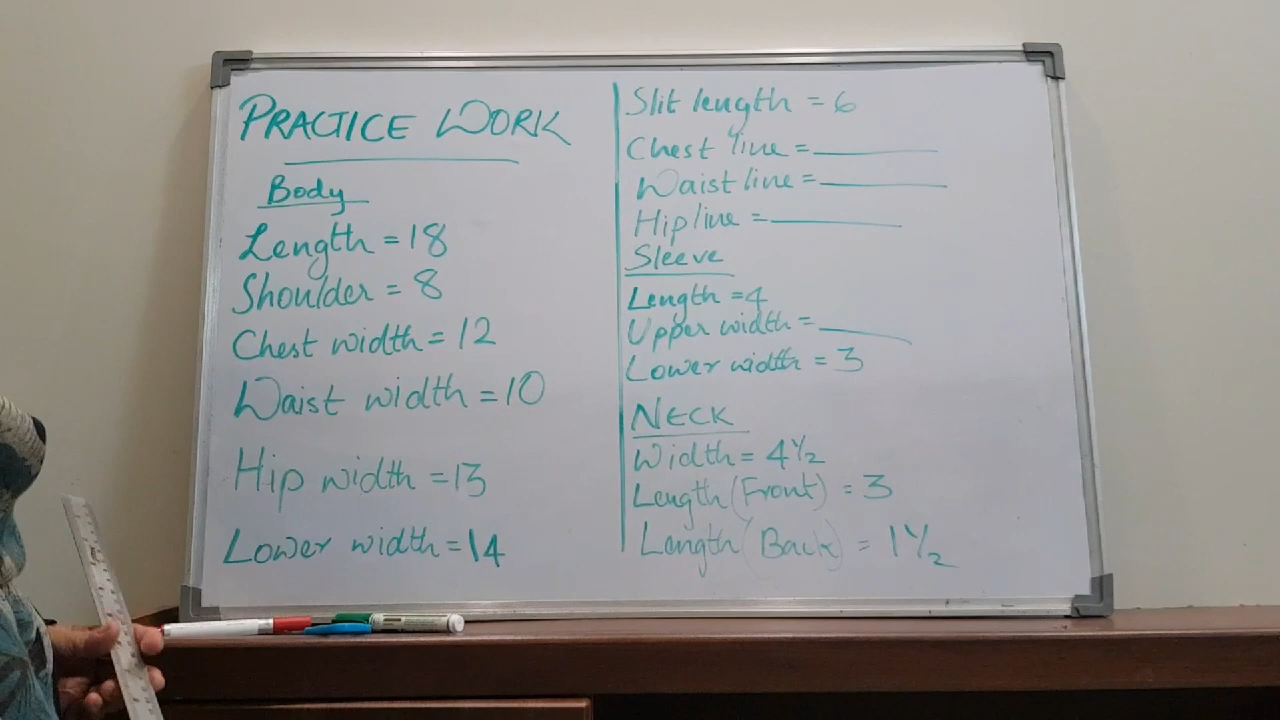 PRACTICE WORK
Body
Length = 18
Shoulder = 8
Chest width = 12
Waist width = 10
Hip width = 13
Lower width = 14
Slit length = 6
Chest line = ______
Waist line = ______
Hip line = ______
Sleeve
Length = 4
Upper width = ______
Lower width = 3
NECK
Width = 4½
Length (Front) = 3
Length (Back) = 1½